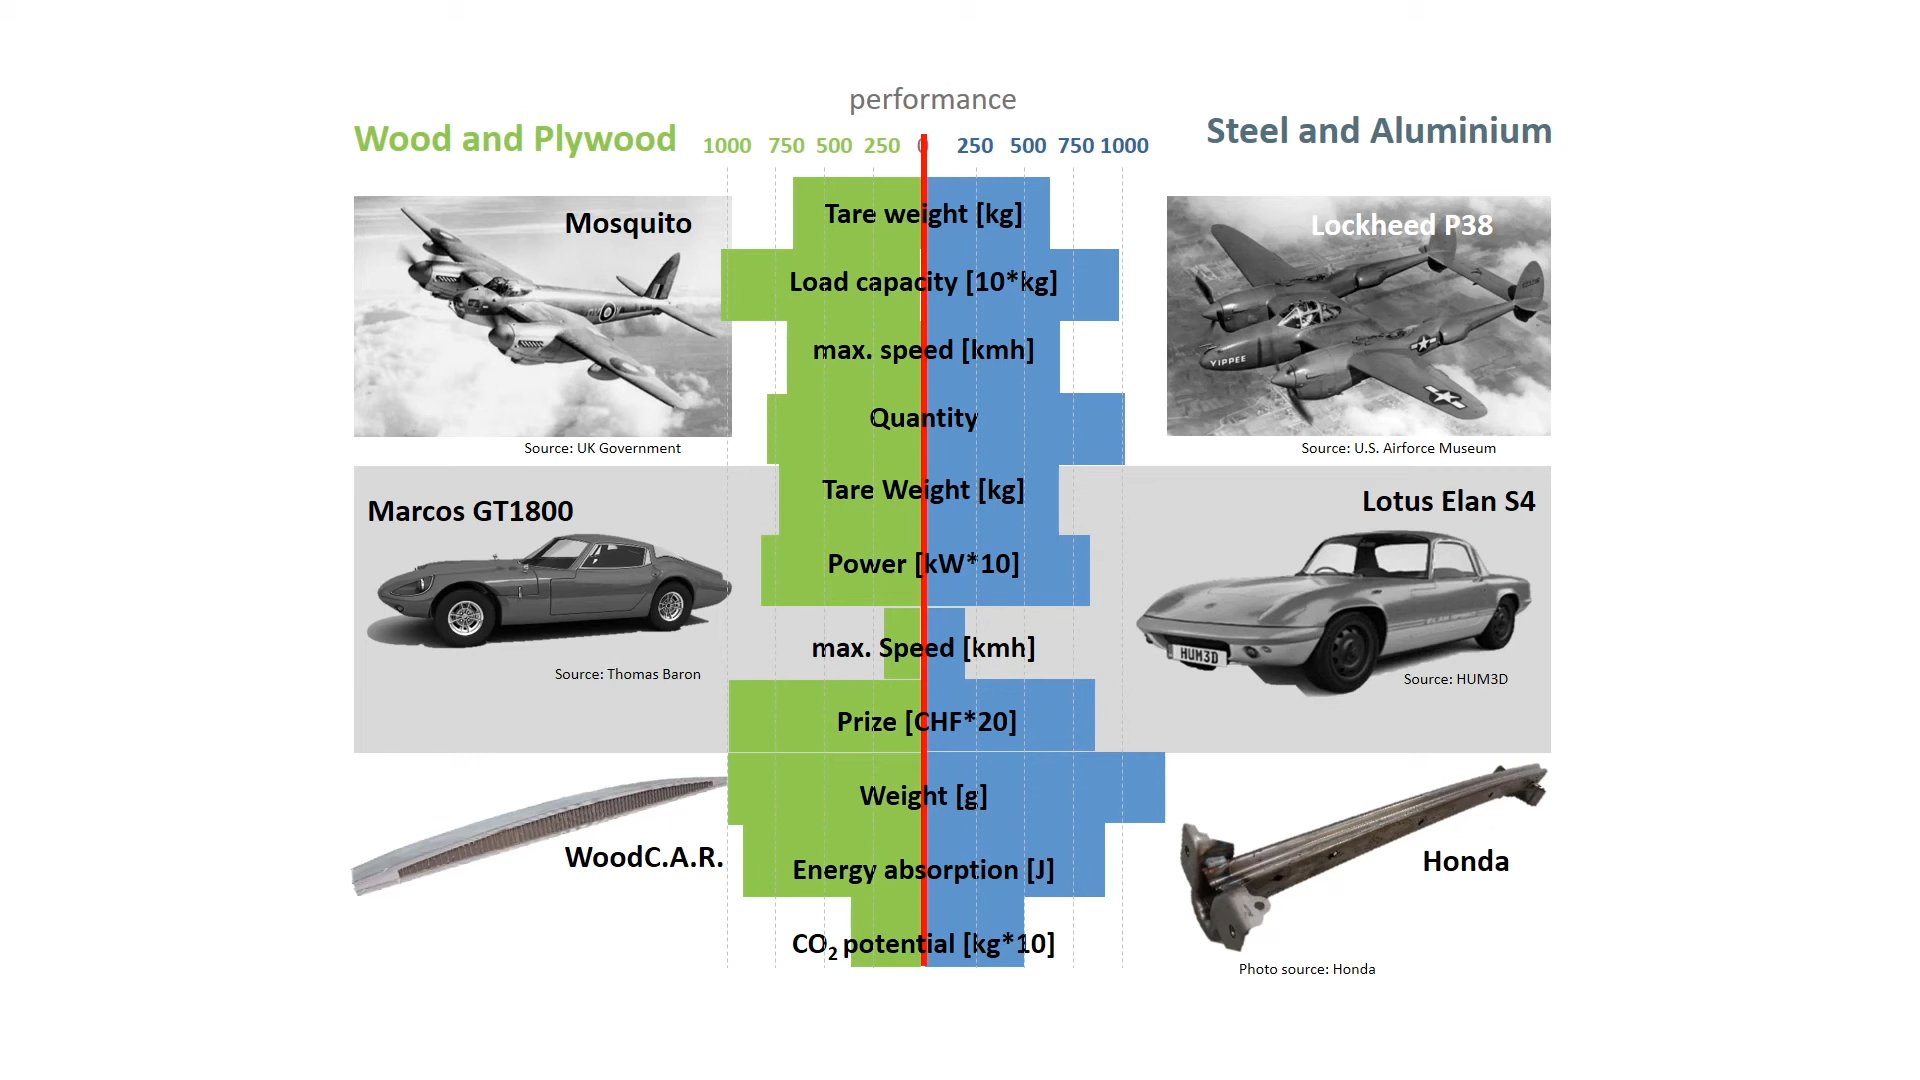 performance
Wood and Plywood
1000 750 500 250 0 250 500 750 1000
Steel and Aluminium
Mosquito
Lockheed P38
YIPPEE
Tare weight [kg]
Load capacity [10*kg]
max. speed [kmh]
Quantity
Source: UK Government
Source: U.S. Airforce Museum
Marcos GT1800
Lotus Elan S4
Tare Weight [kg]
Power [kW*10]
max. Speed [kmh]
Prize [CHF*20]
HUM3D
Source: Thomas Baron
Source: HUM3D
Weight [g]
Energy absorption [J]
CO2 potential [kg*10]
WoodC.A.R.
Honda
Photo source: Honda